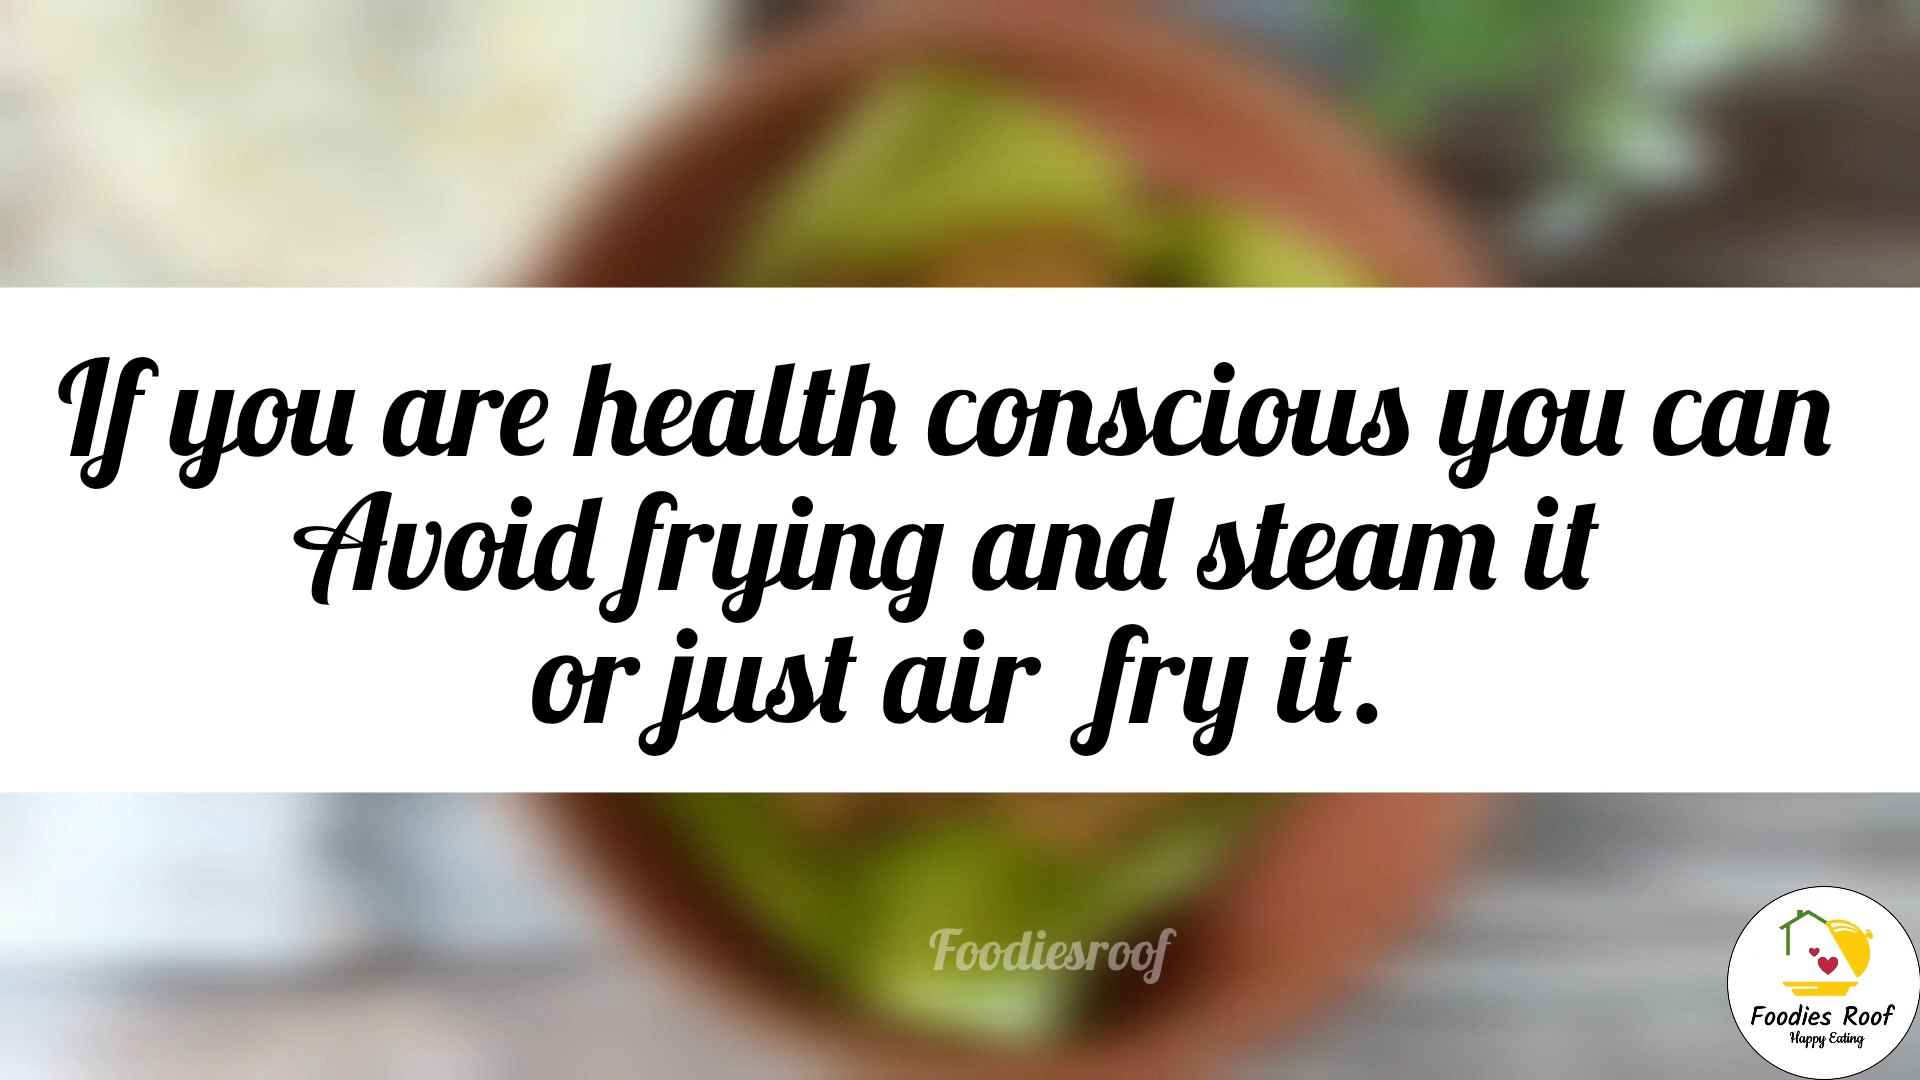 If you are health conscious you can
Avoid frying and steam it
or just air fry it.
Foodiesroof
Foodies Roof
Happy Eating